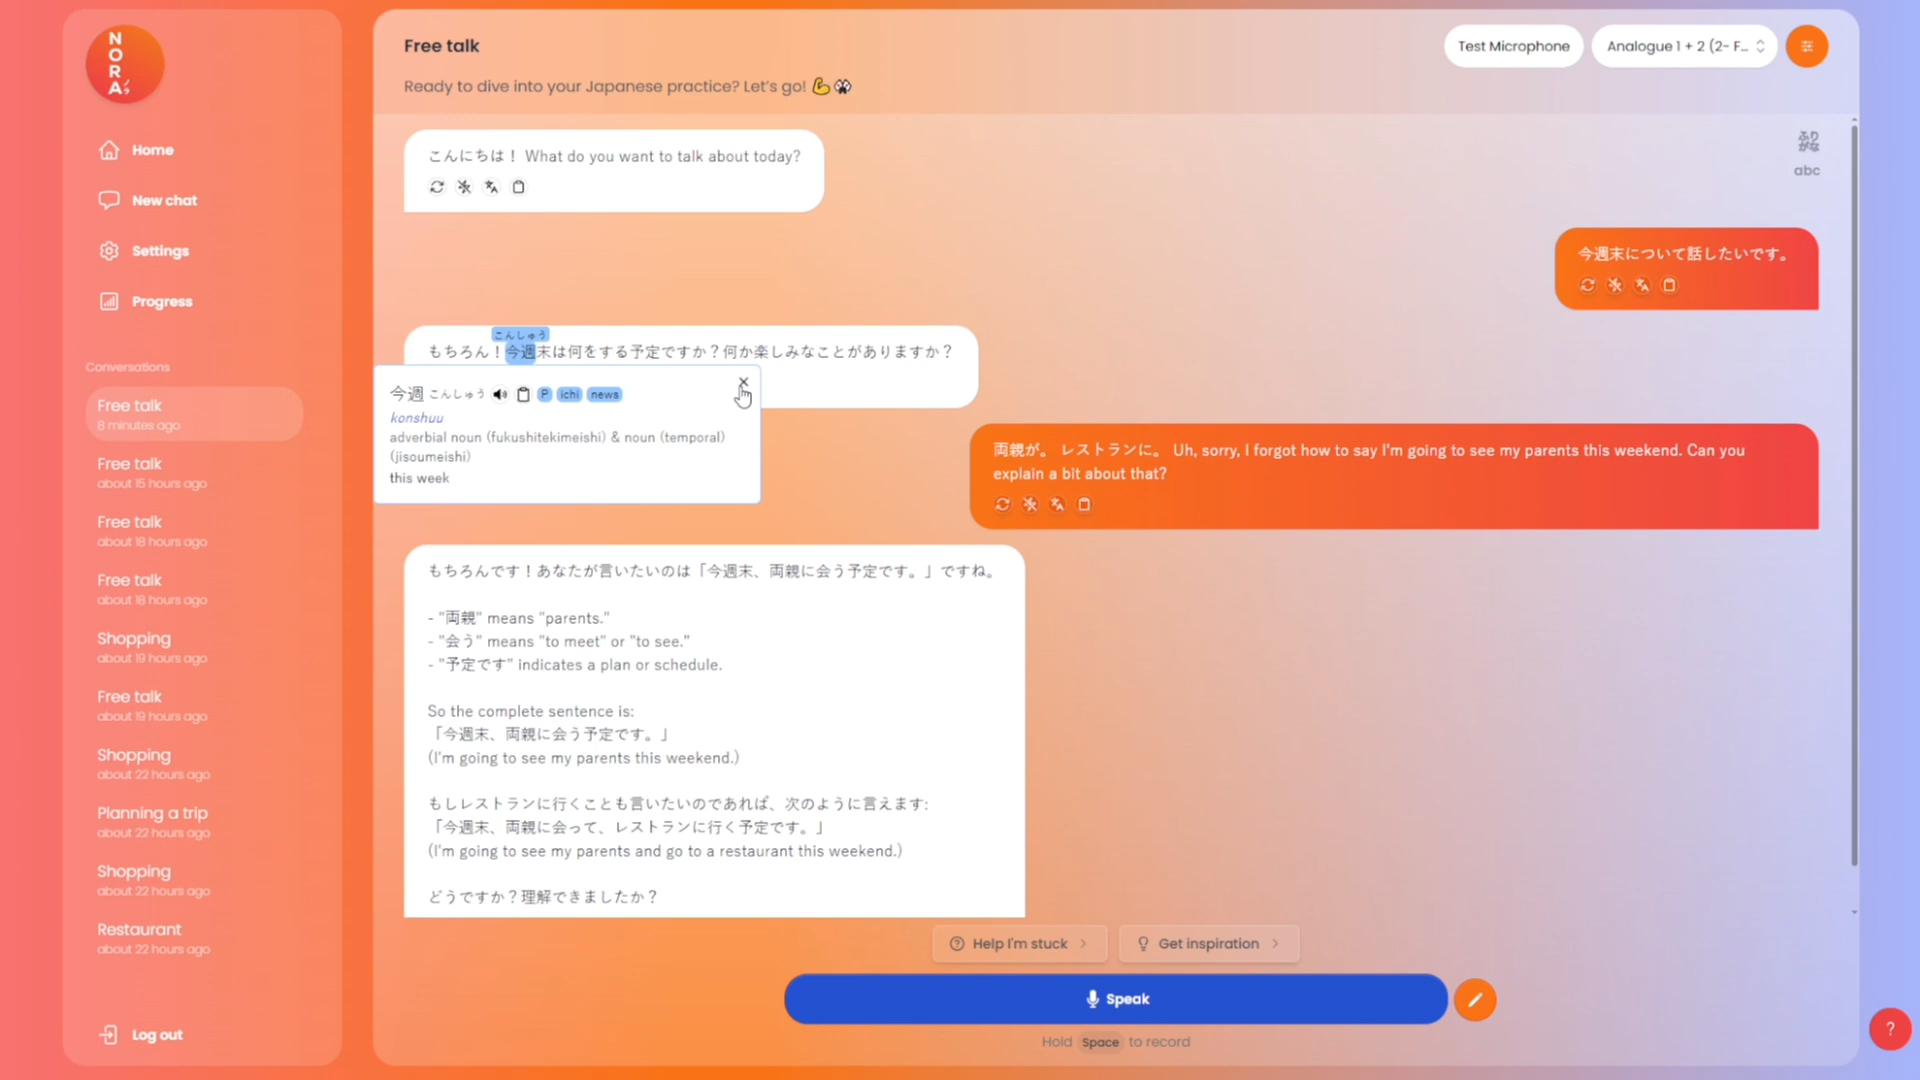 NORA's
Home
New chat
Settings
Progress
Conversations
Free talk
8 minutes ago
Free talk
about 15 hours ago
Free talk
about 18 hours ago
Free talk
about 18 hours ago
Shopping
about 19 hours ago
Free talk
about 19 hours ago
Shopping
about 22 hours ago
Planning a trip
about 22 hours ago
Shopping
about 22 hours ago
Restaurant
about 22 hours ago
Log out
Free talk
Ready to dive into your Japanese practice? Let's go! 💪
Test Microphone
Analogue 1 + 2 (2- F...
ふり
がな
abc
こんにちは! What do you want to talk about today?
今週末について話したいです。
こんしゅう
もちろん!今週末は何をする予定ですか?何か楽しみなことがありますか?
今週 こんしゅう P ichi news
konshuu
adverbial noun (fukushitekimeishi) & noun (temporal)
(jisoumeishi)
this week
両親が。 レストランに。 Uh, sorry, I forgot how to say I'm going to see my parents this weekend. Can you
explain a bit about that?
もちろんです!あなたが言いたいのは「今週末、両親に会う予定です。」ですね。
- "両親" means "parents."
- "会う" means "to meet" or "to see."
- "予定です" indicates a plan or schedule.
So the complete sentence is:
「今週末、両親に会う予定です。」
(I'm going to see my parents this weekend.)
もしレストランに行くことも言いたいのであれば、次のように言えます:
「今週末、両親に会って、レストランに行く予定です。」
(I'm going to see my parents and go to a restaurant this weekend.)
どうですか?理解できましたか?
Help I'm stuck
Get inspiration
Speak
Hold Space to record
?